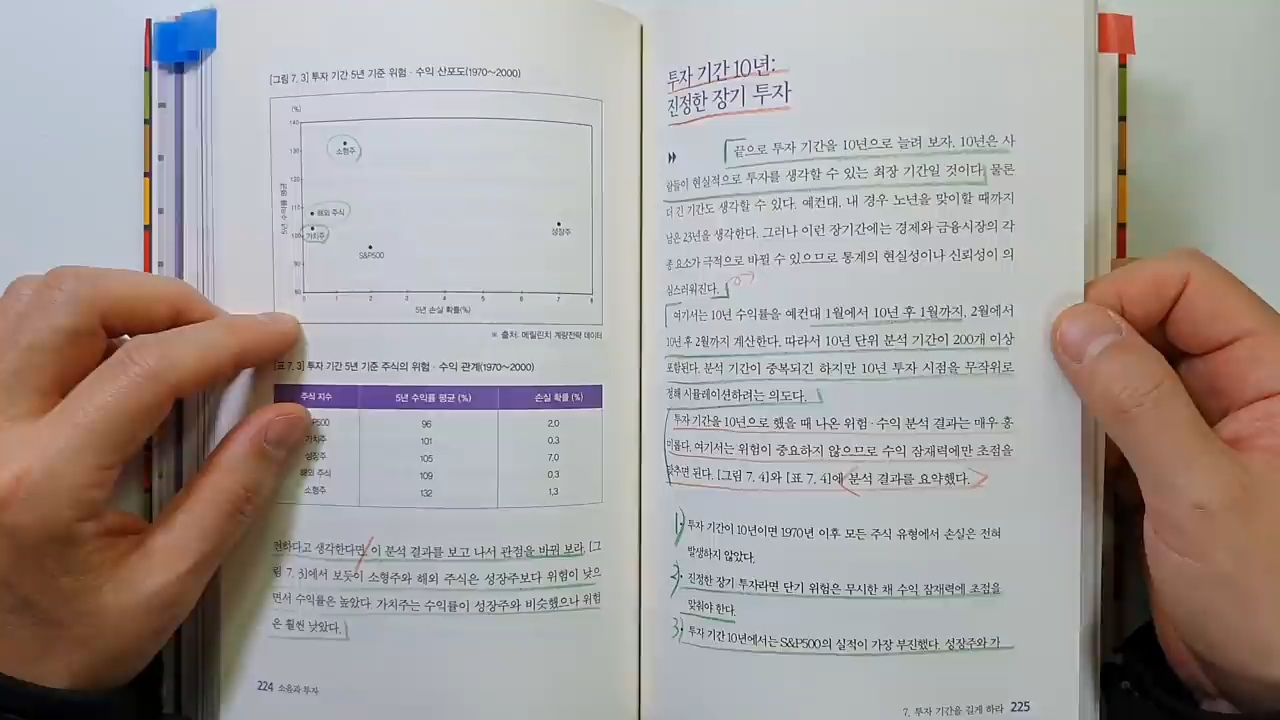 [그림 7. 3] 투자 기간 5년 기준 위험·수익 산포도(1970~2000)
(%)
140
130
120
110
100
90
80
5년 수익률 평균
소형주
해외 주식
가치주
S&P500
성장주
0 1 2 3 4 5 6 7 8
5년 손실 확률(%)
※ 출처: 메릴린치 계량전략 데이터
[표 7. 3] 투자 기간 5년 기준 주식의 위험·수익 관계(1970~2000)
주식 지수 5년 수익률 평균 (%) 손실 확률 (%)
P500 96 2.0
가치주 101 0.3
성장주 105 7.0
해외 주식 109 0.3
소형주 132 1.3
전하다고 생각한다면 이 분석 결과를 보고 나서 관점을 바꿔 보라. [그
림 7. 3]에서 보듯이 소형주와 해외 주식은 성장주보다 위험이 낮으
면서 수익률은 높았다. 가치주는 수익률이 성장주와 비슷했으나 위험
은 훨씬 낮았다.
224 소음과 투자
투자 기간 10년:
진정한 장기 투자
끝으로 투자 기간을 10년으로 늘려 보자. 10년은 사
람들이 현실적으로 투자를 생각할 수 있는 최장 기간일 것이다. 물론
더 긴 기간도 생각할 수 있다. 예컨대, 내 경우 노년을 맞이할 때까지
남은 23년을 생각한다. 그러나 이런 장기간에는 경제와 금융시장의 각
종 요소가 극적으로 바뀔 수 있으므로 통계의 현실성이나 신뢰성이 의
심스러워진다.
여기서는 10년 수익률을 예컨대 1월에서 10년 후 1월까지, 2월에서
10년 후 2월까지 계산한다. 따라서 10년 단위 분석 기간이 200개 이상
포함된다. 분석 기간이 중복되긴 하지만 10년 투자 시점을 무작위로
정해 시뮬레이션하려는 의도다.
투자 기간을 10년으로 했을 때 나온 위험·수익 분석 결과는 매우 흥
미롭다. 여기서는 위험이 중요하지 않으므로 수익 잠재력에만 초점을
맞추면 된다. [그림 7. 4]와 [표 7. 4]에 분석 결과를 요약했다.
1) 투자 기간이 10년이면 1970년 이후 모든 주식 유형에서 손실은 전혀
발생하지 않았다.
2) 진정한 장기 투자라면 단기 위험은 무시한 채 수익 잠재력에 초점을
맞춰야 한다.
3) 투자 기간 10년에서는 S&P500의 실적이 가장 부진했다. 성장주와 가
7. 투자 기간을 길게 하라 225